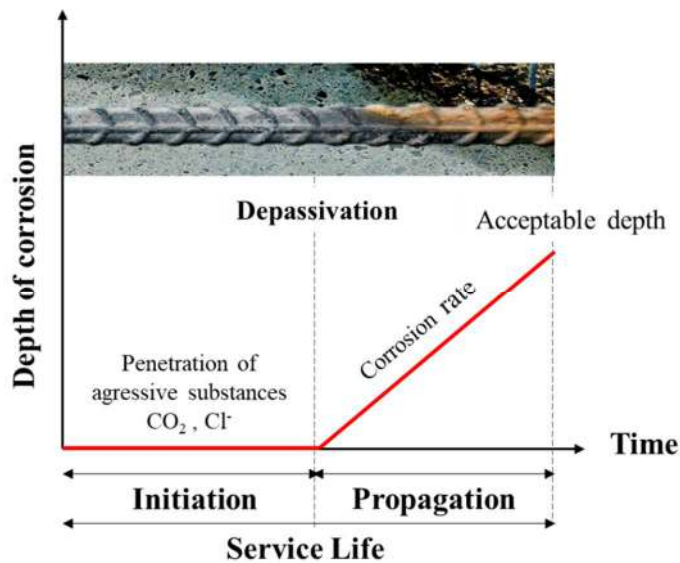 Depth of corrosion
Depassivation
Acceptable depth
Corrosion rate
Penetration of
agressive substances
CO₂ , Cl⁻
Time
Initiation
Propagation
Service Life